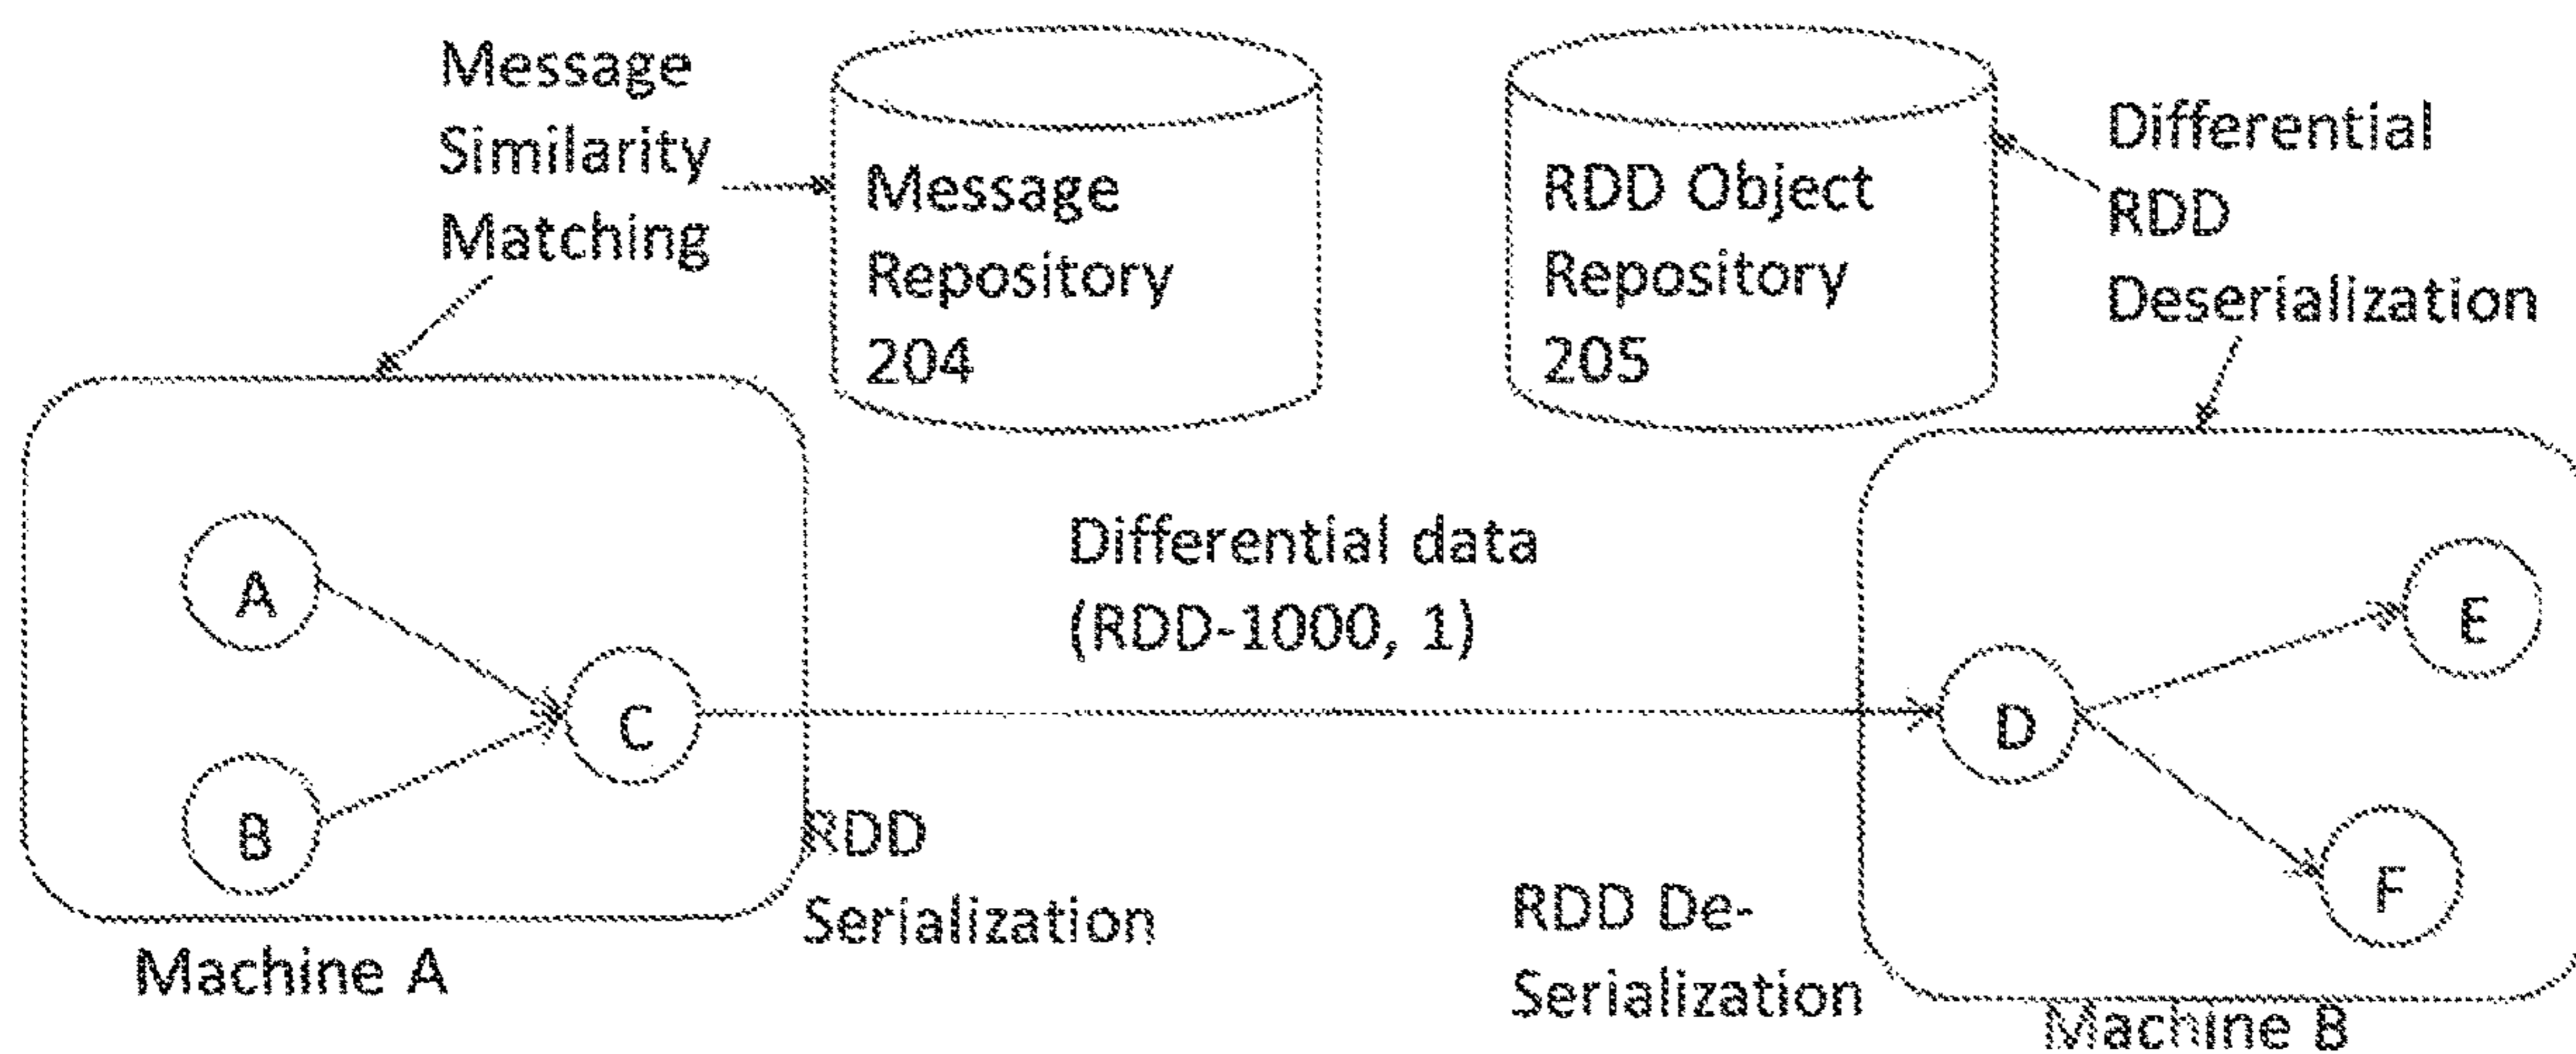 Message
Similarity
Matching
Message
Repository
204
RDD Object
Repository
205
Differential
RDD
Deserialization
A
B
C
Differential data
(RDD-1000, 1)
D
E
F
RDD
Serialization
Machine A
RDD De-
Serialization
Machine B